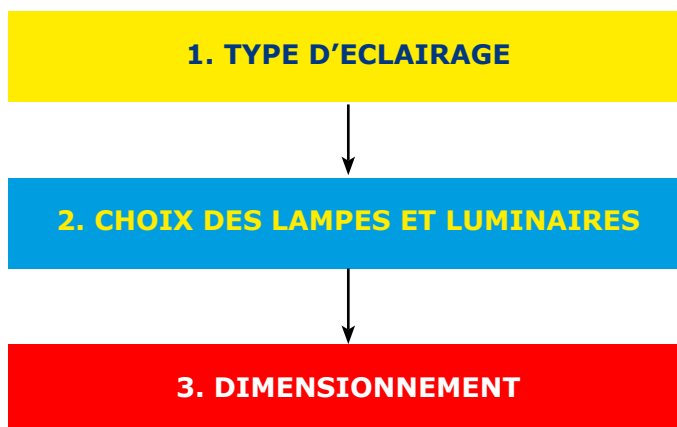 1. TYPE D’ECLAIRAGE
2. CHOIX DES LAMPES ET LUMINAIRES
3. DIMENSIONNEMENT